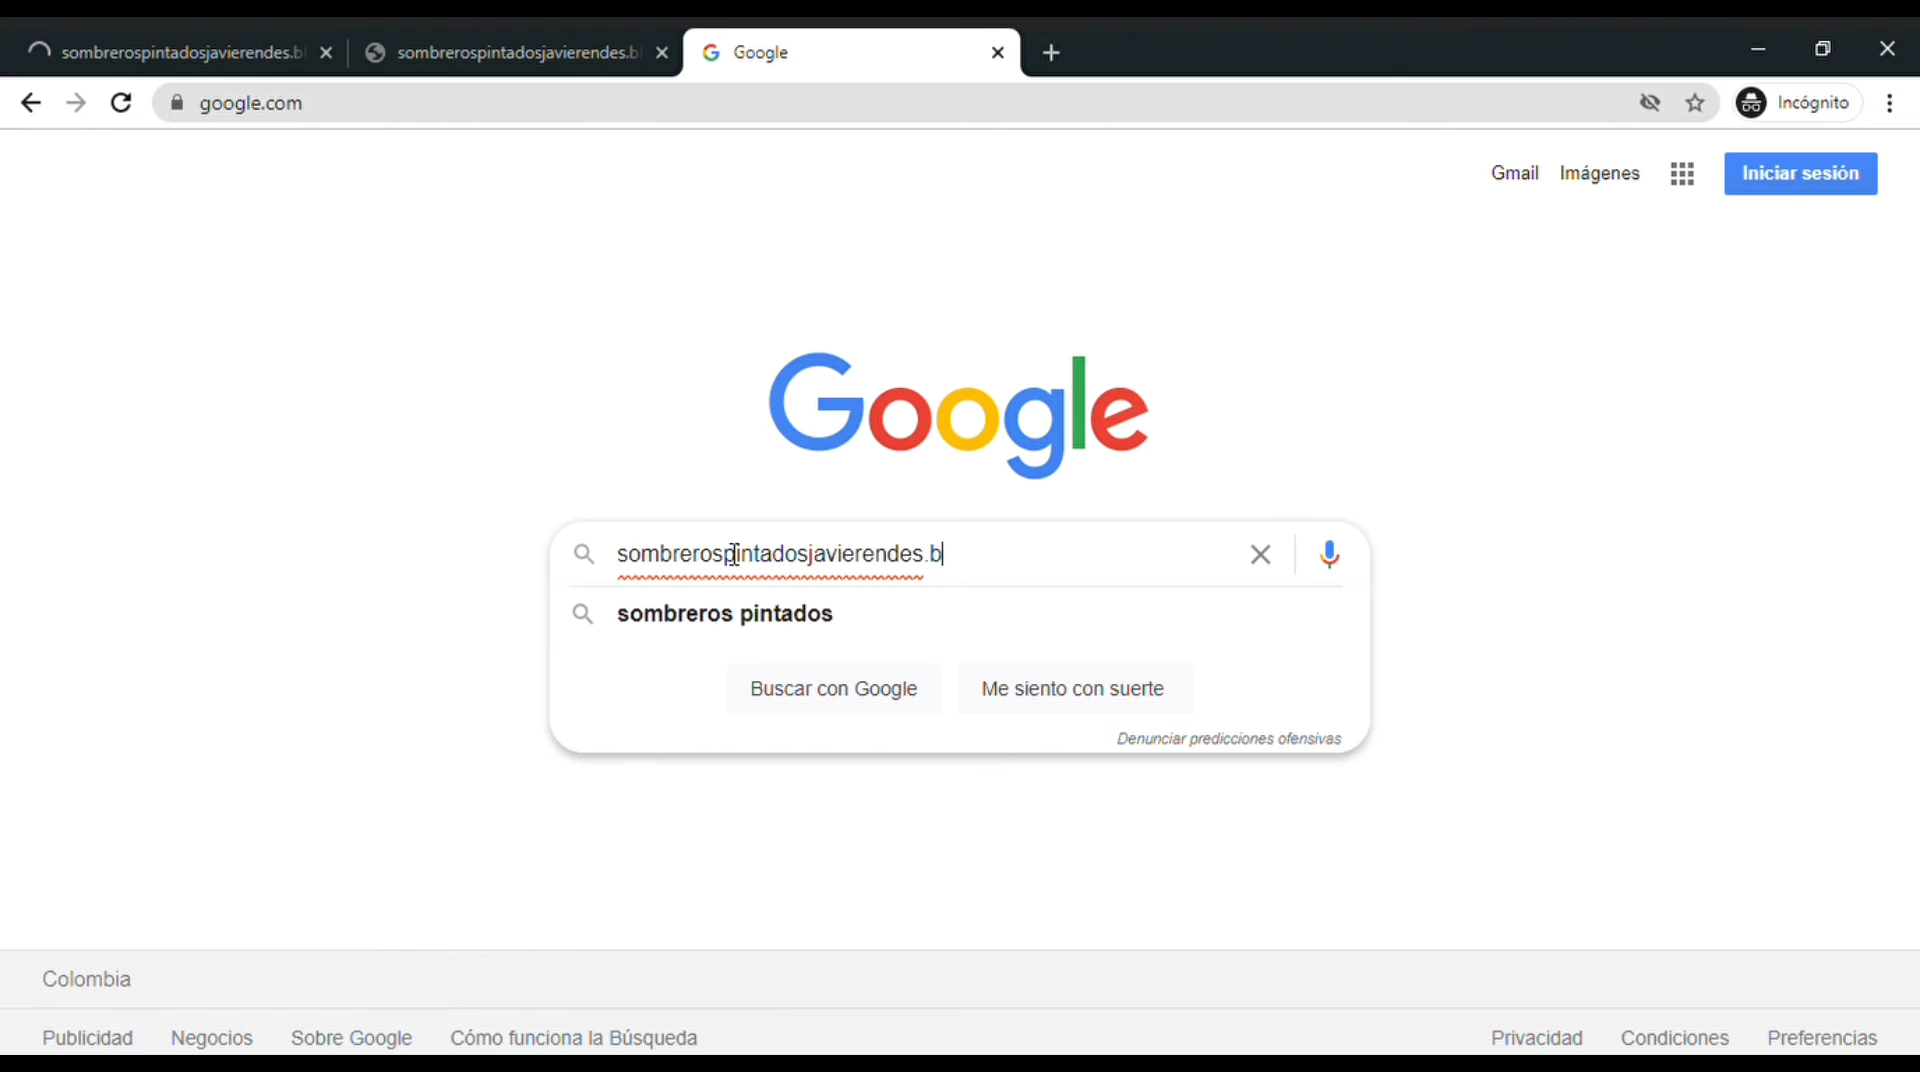 sombrerospintadosjavierendes.b
sombrerospintadosjavierendes.b
Google
google.com
Incógnito
Gmail
Imágenes
Iniciar sesión
Google
sombrerospintadosjavierendes.b
sombreros pintados
Buscar con Google
Me siento con suerte
Denunciar predicciones ofensivas
Colombia
Publicidad
Negocios
Sobre Google
Cómo funciona la Búsqueda
Privacidad
Condiciones
Preferencias